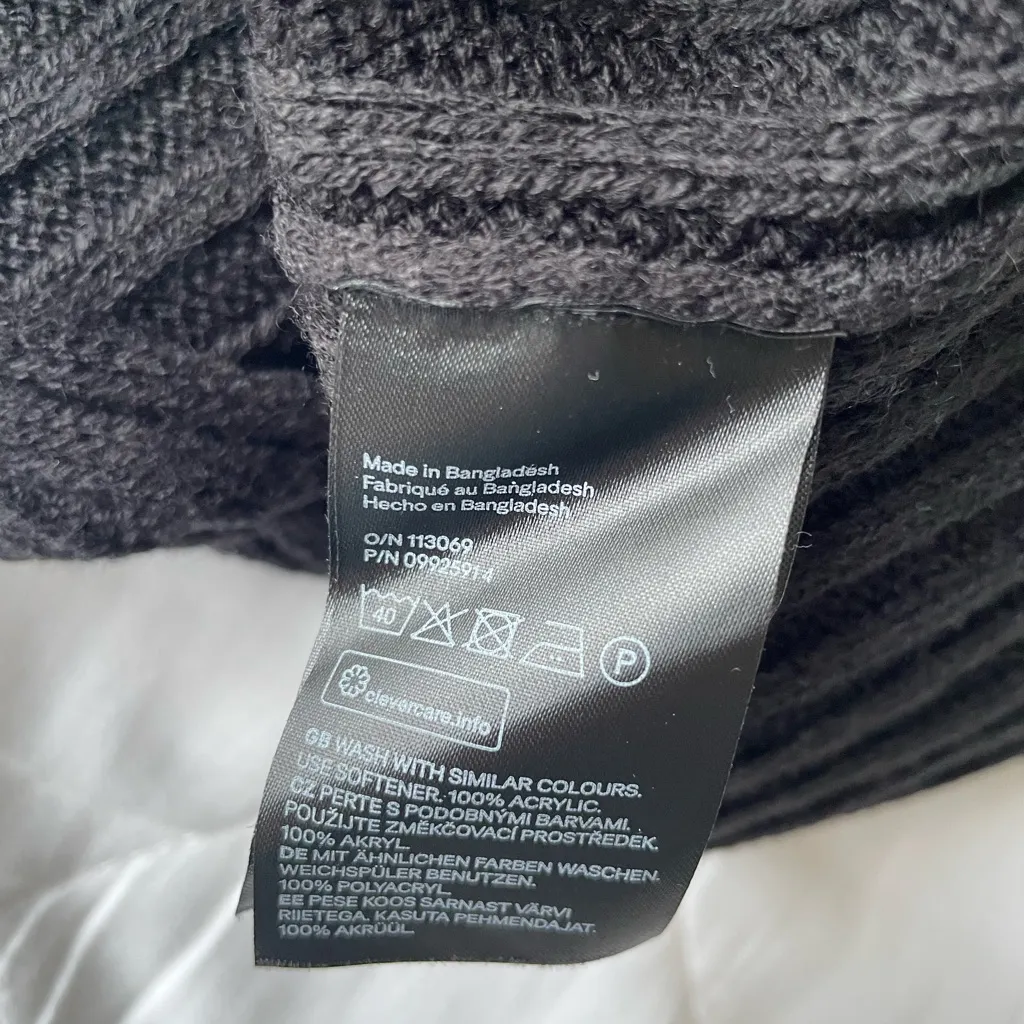 Made in Bangladesh
Fabriqué au Bangladesh
Hecho en Bangladesh
O/N 113069
P/N
40
P
clevercare.info
GB WASH WITH SIMILAR COLOURS.
USE SOFTENER. 100% ACRYLIC.
CZ PERTE S PODOBNÝMI BARVAMI.
POUŽIJTE ZMĚKČOVACÍ PROSTŘEDEK.
100% AKRYL.
DE MIT ÄHNLICHEN FARBEN WASCHEN.
WEICHSPÜLER BENUTZEN.
100% POLYACRYL.
EE PESE KOOS SARNAST VÄRVI
RIIETEGA. KASUTA PEHMENDAJAT.
100% AKRÜÜL.